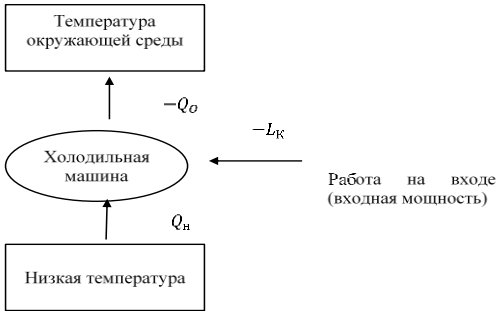 Температура
окружающей среды
−Q_O
−L_К
Холодильная
машина
Работа на входе
(входная мощность)
Q_н
Низкая температура